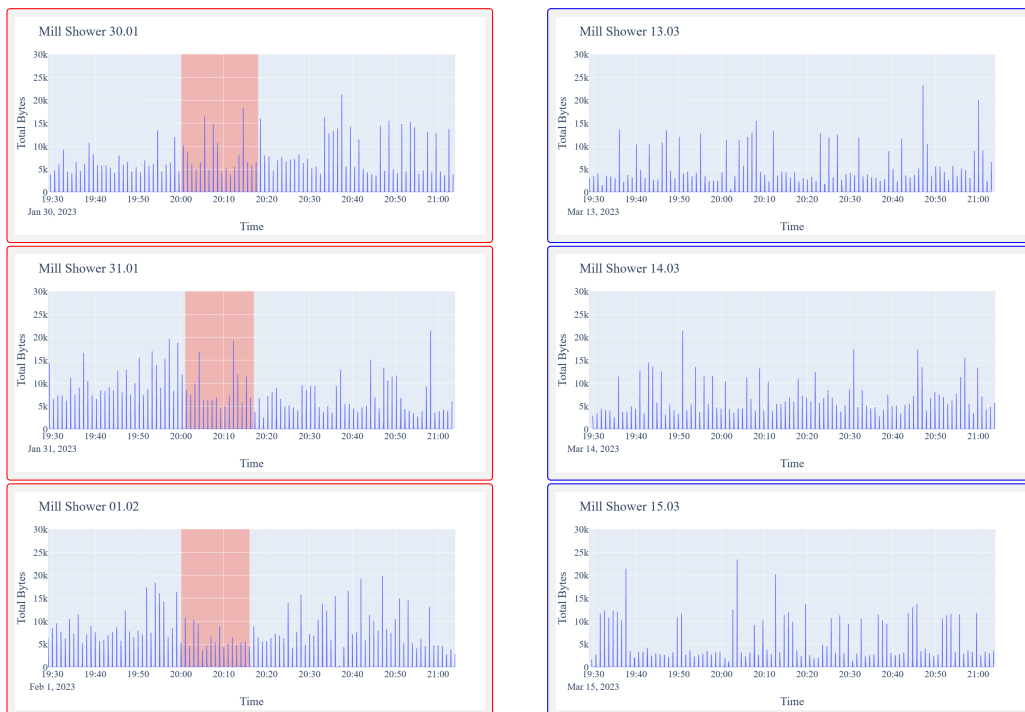 Mill Shower 30.01
30k
25k
20k
15k
10k
5k
0
Total Bytes
19:30 19:40 19:50 20:00 20:10 20:20 20:30 20:40 20:50 21:00
Jan 30, 2023
Time
Mill Shower 13.03
30k
25k
20k
15k
10k
5k
0
Total Bytes
19:30 19:40 19:50 20:00 20:10 20:20 20:30 20:40 20:50 21:00
Mar 13, 2023
Time
Mill Shower 31.01
30k
25k
20k
15k
10k
5k
0
Total Bytes
19:30 19:40 19:50 20:00 20:10 20:20 20:30 20:40 20:50 21:00
Jan 31, 2023
Time
Mill Shower 14.03
30k
25k
20k
15k
10k
5k
0
Total Bytes
19:30 19:40 19:50 20:00 20:10 20:20 20:30 20:40 20:50 21:00
Mar 14, 2023
Time
Mill Shower 01.02
30k
25k
20k
15k
10k
5k
0
Total Bytes
19:30 19:40 19:50 20:00 20:10 20:20 20:30 20:40 20:50 21:00
Feb 1, 2023
Time
Mill Shower 15.03
30k
25k
20k
15k
10k
5k
0
Total Bytes
19:30 19:40 19:50 20:00 20:10 20:20 20:30 20:40 20:50 21:00
Mar 15, 2023
Time